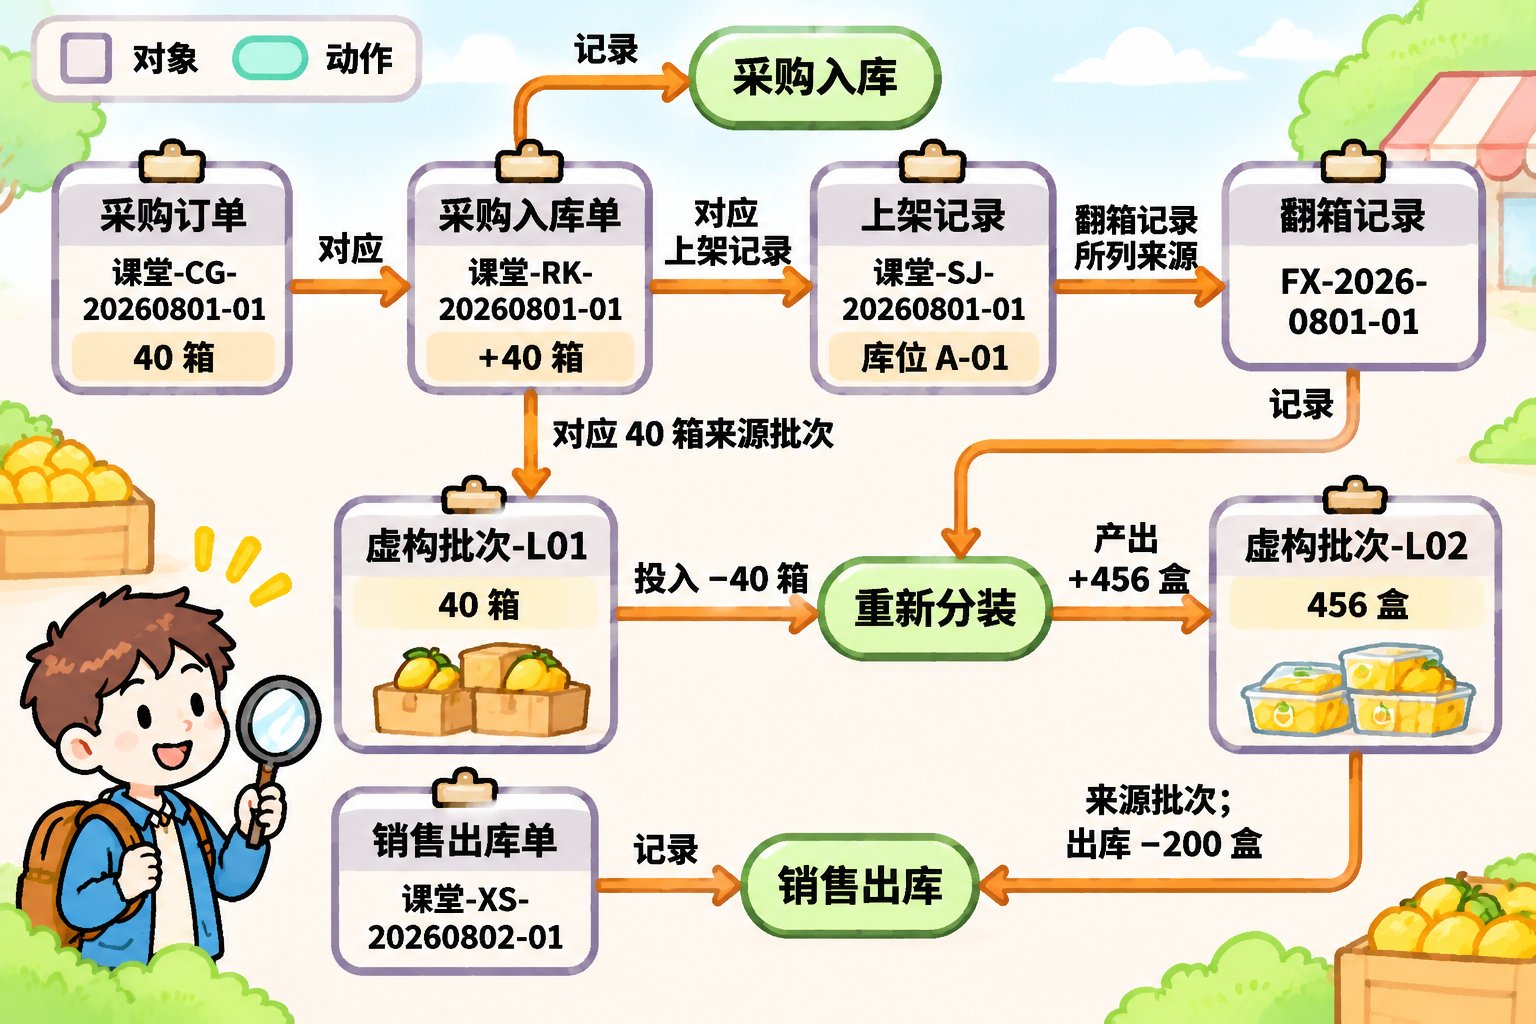 对象
动作
记录
采购入库
采购订单
课堂-CG-
20260801-01
40 箱
对应
采购入库单
课堂-RK-
20260801-01
+40 箱
对应
上架记录
上架记录
课堂-SJ-
20260801-01
库位 A-01
翻箱记录
所列来源
翻箱记录
FX-2026-
0801-01
对应 40 箱来源批次
记录
虚构批次-L01
40 箱
投入 −40 箱
重新分装
产出
+456 盒
虚构批次-L02
456 盒
销售出库单
课堂-XS-
20260802-01
记录
销售出库
来源批次；
出库 −200 盒